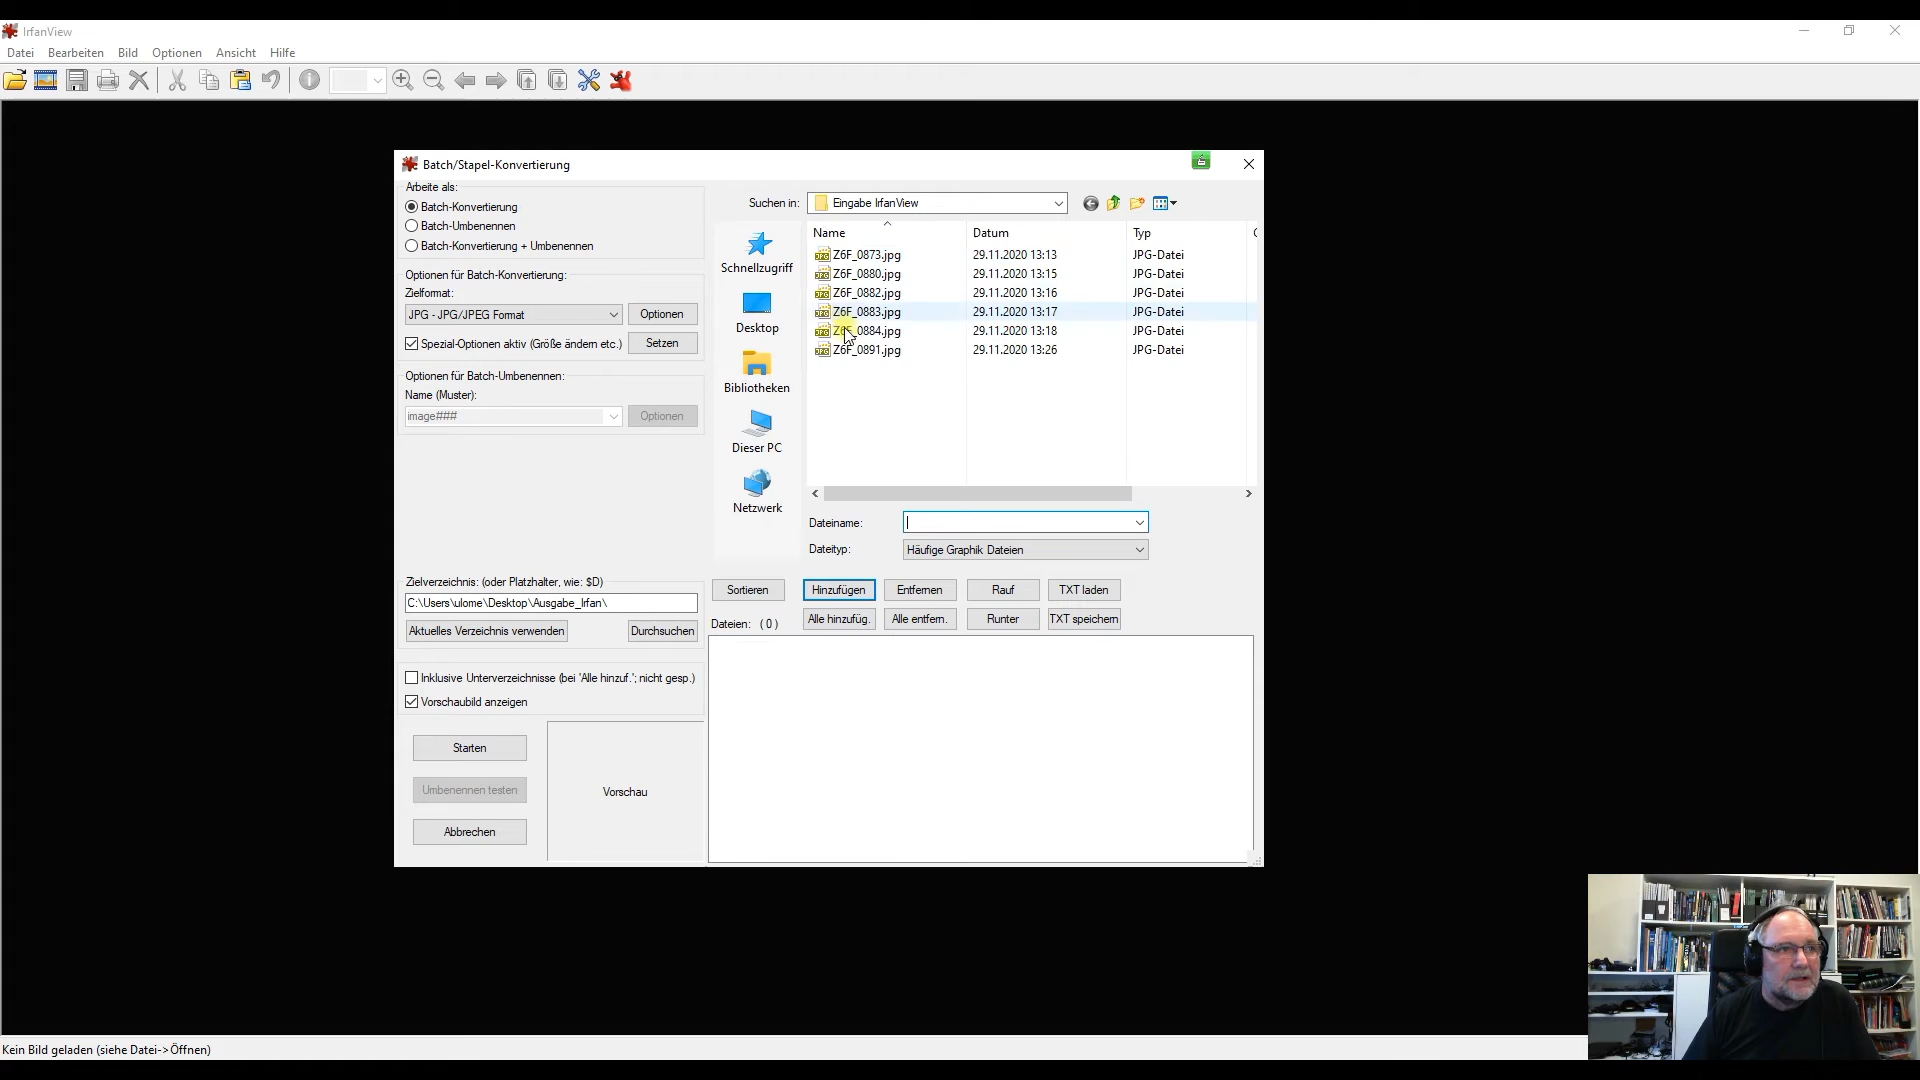 IrfanView
Datei Bearbeiten Bild Optionen Ansicht Hilfe
Batch/Stapel-Konvertierung
Arbeite als:
Batch-Konvertierung
Batch-Umbenennen
Batch-Konvertierung + Umbenennen
Optionen für Batch-Konvertierung:
Zielformat:
JPG - JPG/JPEG Format Optionen
Spezial-Optionen aktiv (Größe ändern etc.) Setzen
Optionen für Batch-Umbenennen:
Name (Muster):
image### Optionen
Suchen in: Eingabe IrfanView
Schnellzugriff
Desktop
Bibliotheken
Dieser PC
Netzwerk
Name Datum Typ
Z6F_0873.jpg 29.11.2020 13:13 JPG-Datei
Z6F_0880.jpg 29.11.2020 13:15 JPG-Datei
Z6F_0882.jpg 29.11.2020 13:16 JPG-Datei
Z6F_0883.jpg 29.11.2020 13:17 JPG-Datei
Z6F_0884.jpg 29.11.2020 13:18 JPG-Datei
Z6F_0891.jpg 29.11.2020 13:26 JPG-Datei
Dateiname:
Dateityp: Häufige Graphik Dateien
Zielverzeichnis: (oder Platzhalter, wie: $D)
C:\Users\ulome\Desktop\Ausgabe_Irfan\
Aktuelles Verzeichnis verwenden Durchsuchen
Sortieren Hinzufügen Entfernen Rauf TXT laden
Dateien: ( 0 ) Alle hinzufüg. Alle entfern. Runter TXT speichern
Inklusive Unterverzeichnisse (bei 'Alle hinzuf.'; nicht gesp.)
Vorschaubild anzeigen
Starten
Umbenennen testen
Abbrechen
Vorschau
Kein Bild geladen (siehe Datei->Öffnen)